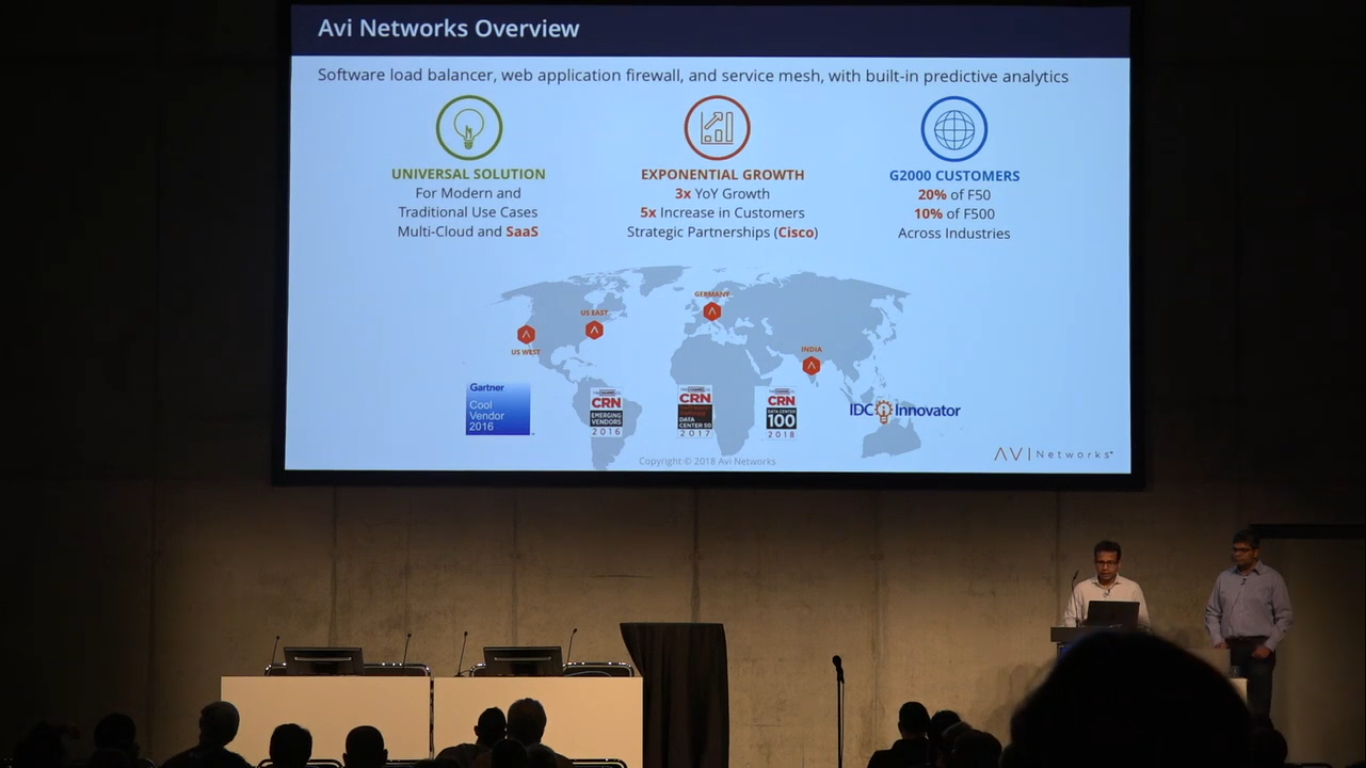 Avi Networks Overview
Software load balancer, web application firewall, and service mesh, with built-in predictive analytics
UNIVERSAL SOLUTION
For Modern and
Traditional Use Cases
Multi-Cloud and SaaS
EXPONENTIAL GROWTH
3x YoY Growth
5x Increase in Customers
Strategic Partnerships (Cisco)
G2000 CUSTOMERS
20% of F50
10% of F500
Across Industries
GERMANY
US EAST
US WEST
INDIA
Gartner
Cool
Vendor
2016
CRN
EMERGING
VENDORS
2016
CRN
DATA
CENTER 50
2017
CRN
DATA CENTER
100
2018
IDC Innovator
Copyright © 2018 Avi Networks
AVI Networks